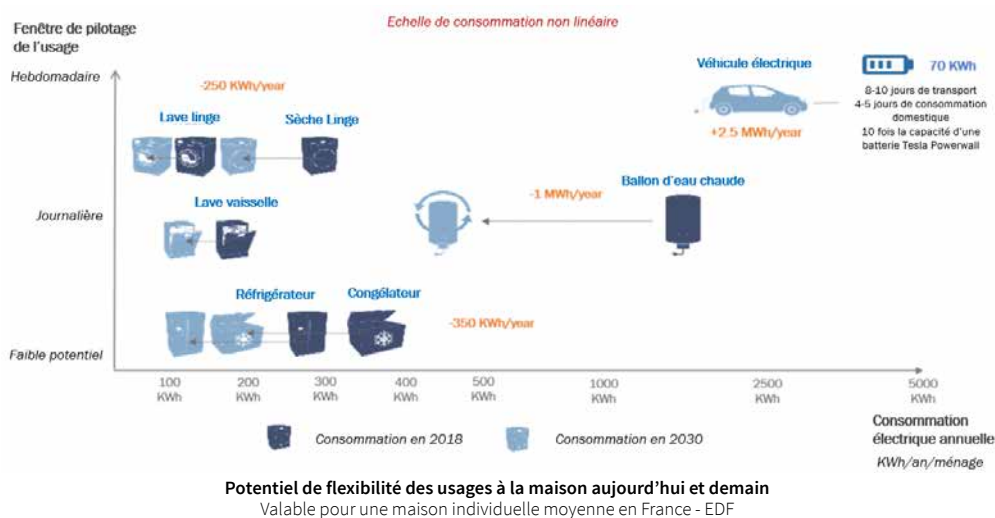 Echelle de consommation non linéaire
Fenêtre de pilotage
de l'usage
Hebdomadaire
-250 KWh/year
Lave linge
Sèche Linge
Véhicule électrique
+2.5 MWh/year
70 KWh
8-10 jours de transport
4-5 jours de consommation
domestique
10 fois la capacité d'une
batterie Tesla Powerwall
Journalière
Lave vaisselle
-1 MWh/year
Ballon d'eau chaude
Réfrigérateur
Congélateur
-350 KWh/year
Faible potentiel
100
KWh
200
KWh
300
KWh
400
KWh
500
KWh
1000
KWh
2500
KWh
5000
KWh
Consommation en 2018
Consommation en 2030
Consommation
électrique annuelle
KWh/an/ménage
Potentiel de flexibilité des usages à la maison aujourd'hui et demain
Valable pour une maison individuelle moyenne en France - EDF